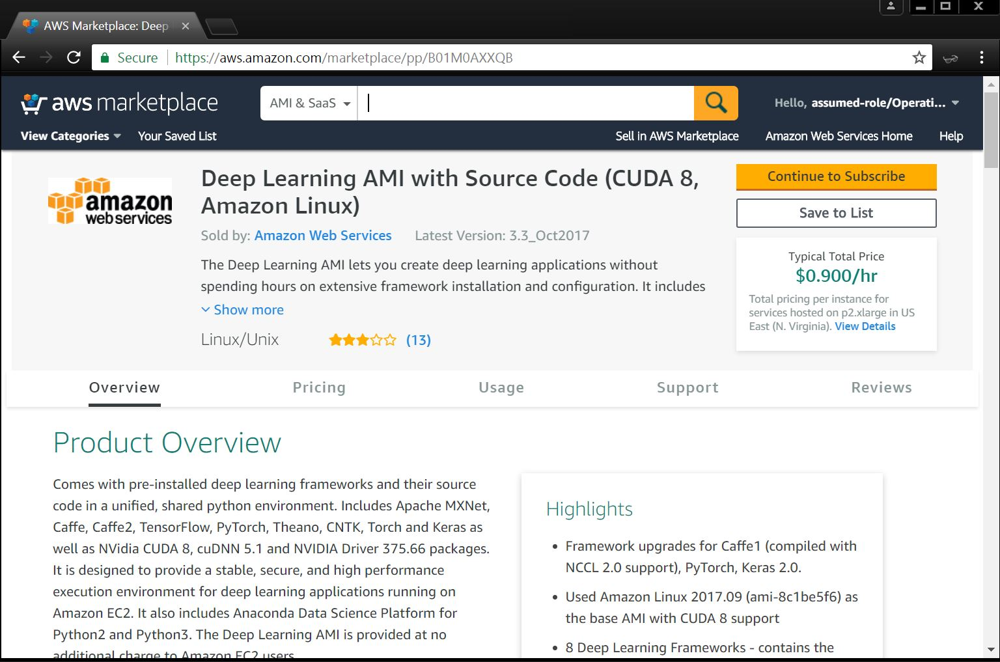 AWS Marketplace: Deep
Secure https://aws.amazon.com/marketplace/pp/B01M0AXXQB
aws marketplace
AMI & SaaS
Hello, assumed-role/Operati...
View Categories
Your Saved List
Sell in AWS Marketplace
Amazon Web Services Home
Help
amazon
web services
Deep Learning AMI with Source Code (CUDA 8,
Amazon Linux)
Sold by: Amazon Web Services Latest Version: 3.3_Oct2017
The Deep Learning AMI lets you create deep learning applications without
spending hours on extensive framework installation and configuration. It includes
Show more
Linux/Unix (13)
Continue to Subscribe
Save to List
Typical Total Price
$0.900/hr
Total pricing per instance for
services hosted on p2.xlarge in US
East (N. Virginia). View Details
Overview
Pricing
Usage
Support
Reviews
Product Overview
Comes with pre-installed deep learning frameworks and their source
code in a unified, shared python environment. Includes Apache MXNet,
Caffe, Caffe2, TensorFlow, PyTorch, Theano, CNTK, Torch and Keras as
well as NVidia CUDA 8, cuDNN 5.1 and NVIDIA Driver 375.66 packages.
It is designed to provide a stable, secure, and high performance
execution environment for deep learning applications running on
Amazon EC2. It also includes Anaconda Data Science Platform for
Python2 and Python3. The Deep Learning AMI is provided at no
additional charge to Amazon EC2 users
Highlights
• Framework upgrades for Caffe1 (compiled with
NCCL 2.0 support), PyTorch, Keras 2.0.
• Used Amazon Linux 2017.09 (ami-8c1be5f6) as
the base AMI with CUDA 8 support
• 8 Deep Learning Frameworks - contains the